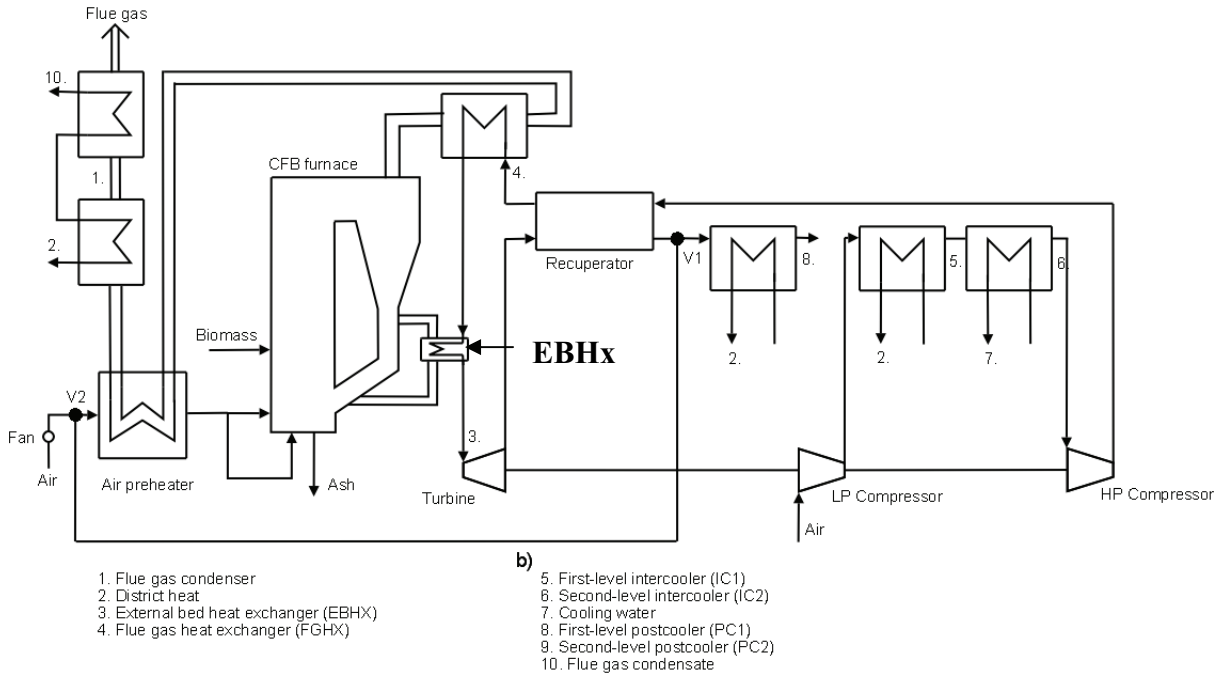 Flue gas
10.
1.
2.
CFB furnace
4.
Recuperator
V1
8.
5.
6.
2.
2.
7.
Biomass
EBHx
V2
Fan
Air
Air preheater
Ash
3.
Turbine
LP Compressor
HP Compressor
Air
b)
1. Flue gas condenser
2. District heat
3. External bed heat exchanger (EBHX)
4. Flue gas heat exchanger (FGHX)
5. First-level intercooler (IC1)
6. Second-level intercooler (IC2)
7. Cooling water
8. First-level postcooler (PC1)
9. Second-level postcooler (PC2)
10. Flue gas condensate